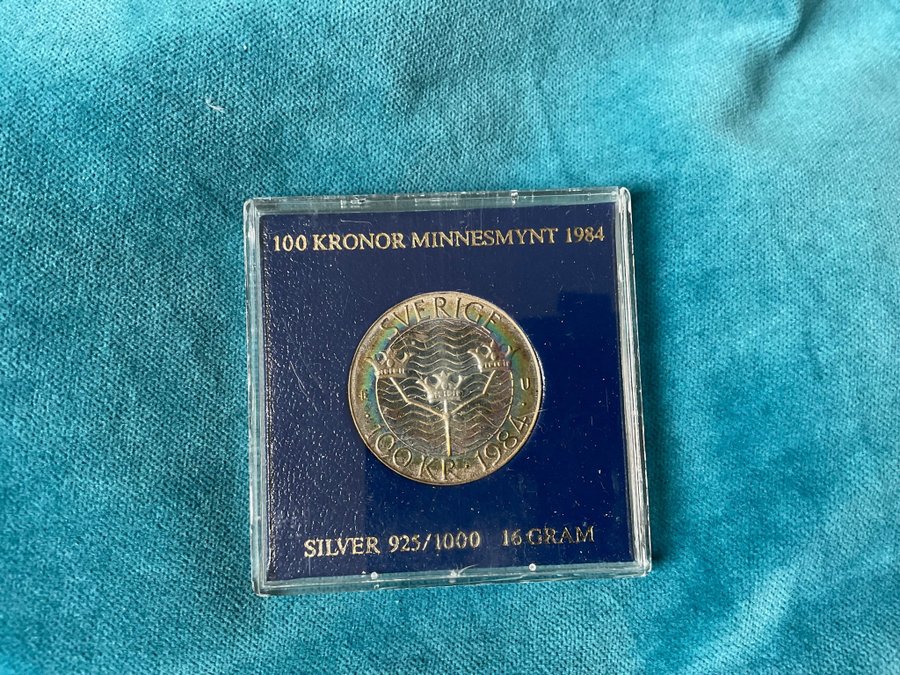 100 KRONOR MINNESMYNT 1984
SVERIGE
U
100 KR · 1984
SILVER 925/1000 16 GRAM